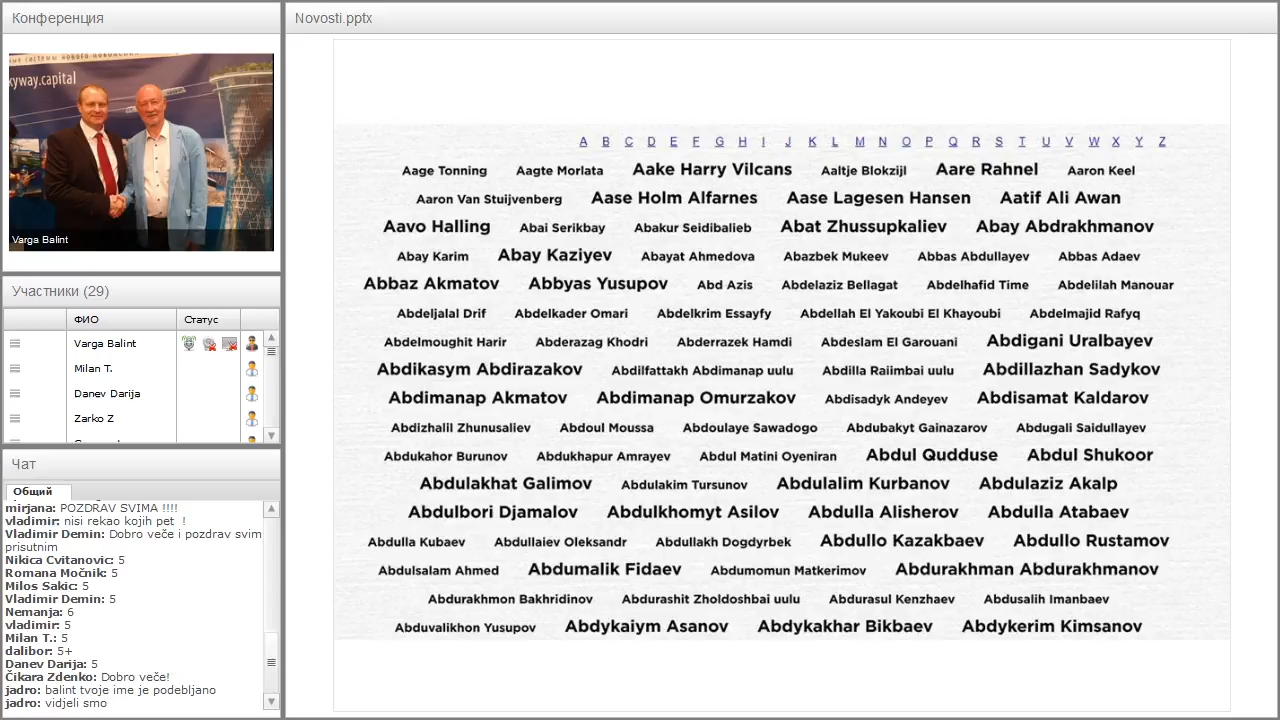 Конференция
kyway.capital
Varga Balint
Участники (29)
ФИО Статус
Varga Balint
Milan T.
Danev Darija
Zarko Z
Чат
Общий
mirjana: POZDRAV SVIMA !!!!
vladimir: nisi rekao kojih pet !
Vladimir Demin: Dobro veče i pozdrav svim
prisutnim
Nikica Cvitanovic: 5
Romana Močnik: 5
Milos Sakic: 5
Vladimir Demin: 5
Nemanja: 6
vladimir: 5
Milan T.: 5
dalibor: 5+
Danev Darija: 5
Čikara Zdenko: Dobro veče!
jadro: balint tvoje ime je podebljano
jadro: vidjeli smo
Novosti.pptx
A B C D E F G H I J K L M N O P Q R S T U V W X Y Z
Aage Tonning Aagte Morlata Aake Harry Vilcans Aaltje Blokzijl Aare Rahnel Aaron Keel
Aaron Van Stuijvenberg Aase Holm Alfarnes Aase Lagesen Hansen Aatif Ali Awan
Aavo Halling Abai Serikbay Abakur Seidibalieb Abat Zhussupkaliev Abay Abdrakhmanov
Abay Karim Abay Kaziyev Abayat Ahmedova Abazbek Mukeev Abbas Abdullayev Abbas Adaev
Abbaz Akmatov Abbyas Yusupov Abd Azis Abdelaziz Bellagat Abdelhafid Time Abdelilah Manouar
Abdeljalal Drif Abdelkader Omari Abdelkrim Essayfy Abdellah El Yakoubi El Khayoubi Abdelmajid Rafyq
Abdelmoughit Harir Abderazag Khodri Abderrazek Hamdi Abdeslam El Garouani Abdigani Uralbayev
Abdikasym Abdirazakov Abdilfattakh Abdimanap uulu Abdilla Raiimbai uulu Abdillazhan Sadykov
Abdimanap Akmatov Abdimanap Omurzakov Abdisadyk Andeyev Abdisamat Kaldarov
Abdizhalil Zhunusaliev Abdoul Moussa Abdoulaye Sawadogo Abdubakyt Gainazarov Abdugali Saidullayev
Abdukahor Burunov Abdukhapur Amrayev Abdul Matini Oyeniran Abdul Qudduse Abdul Shukoor
Abdulakhat Galimov Abdulakim Tursunov Abdulalim Kurbanov Abdulaziz Akalp
Abdulbori Djamalov Abdulkhomyt Asilov Abdulla Alisherov Abdulla Atabaev
Abdulla Kubaev Abdullaiev Oleksandr Abdullakh Dogdyrbek Abdullo Kazakbaev Abdullo Rustamov
Abdulsalam Ahmed Abdumalik Fidaev Abdumomun Matkerimov Abdurakhman Abdurakhmanov
Abdurakhmon Bakhridinov Abdurashit Zholdoshbai uulu Abdurasul Kenzhaev Abdusalih Imanbaev
Abduvalikhon Yusupov Abdykaiym Asanov Abdykakhar Bikbaev Abdykerim Kimsanov